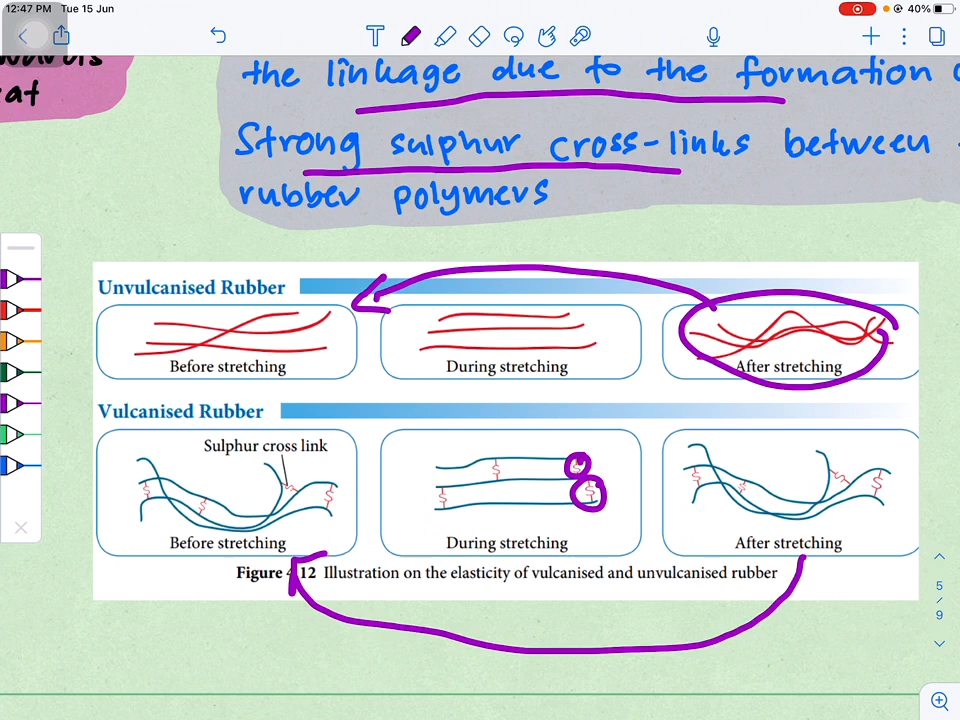 12:47 PM Tue 15 Jun
40%
the linkage due to the formation
at
Strong sulphur cross-links between
rubber polymers
Unvulcanised Rubber
Before stretching
During stretching
After stretching
Vulcanised Rubber
Sulphur cross link
Before stretching
During stretching
After stretching
Figure 4.12 Illustration on the elasticity of vulcanised and unvulcanised rubber
5
/
9